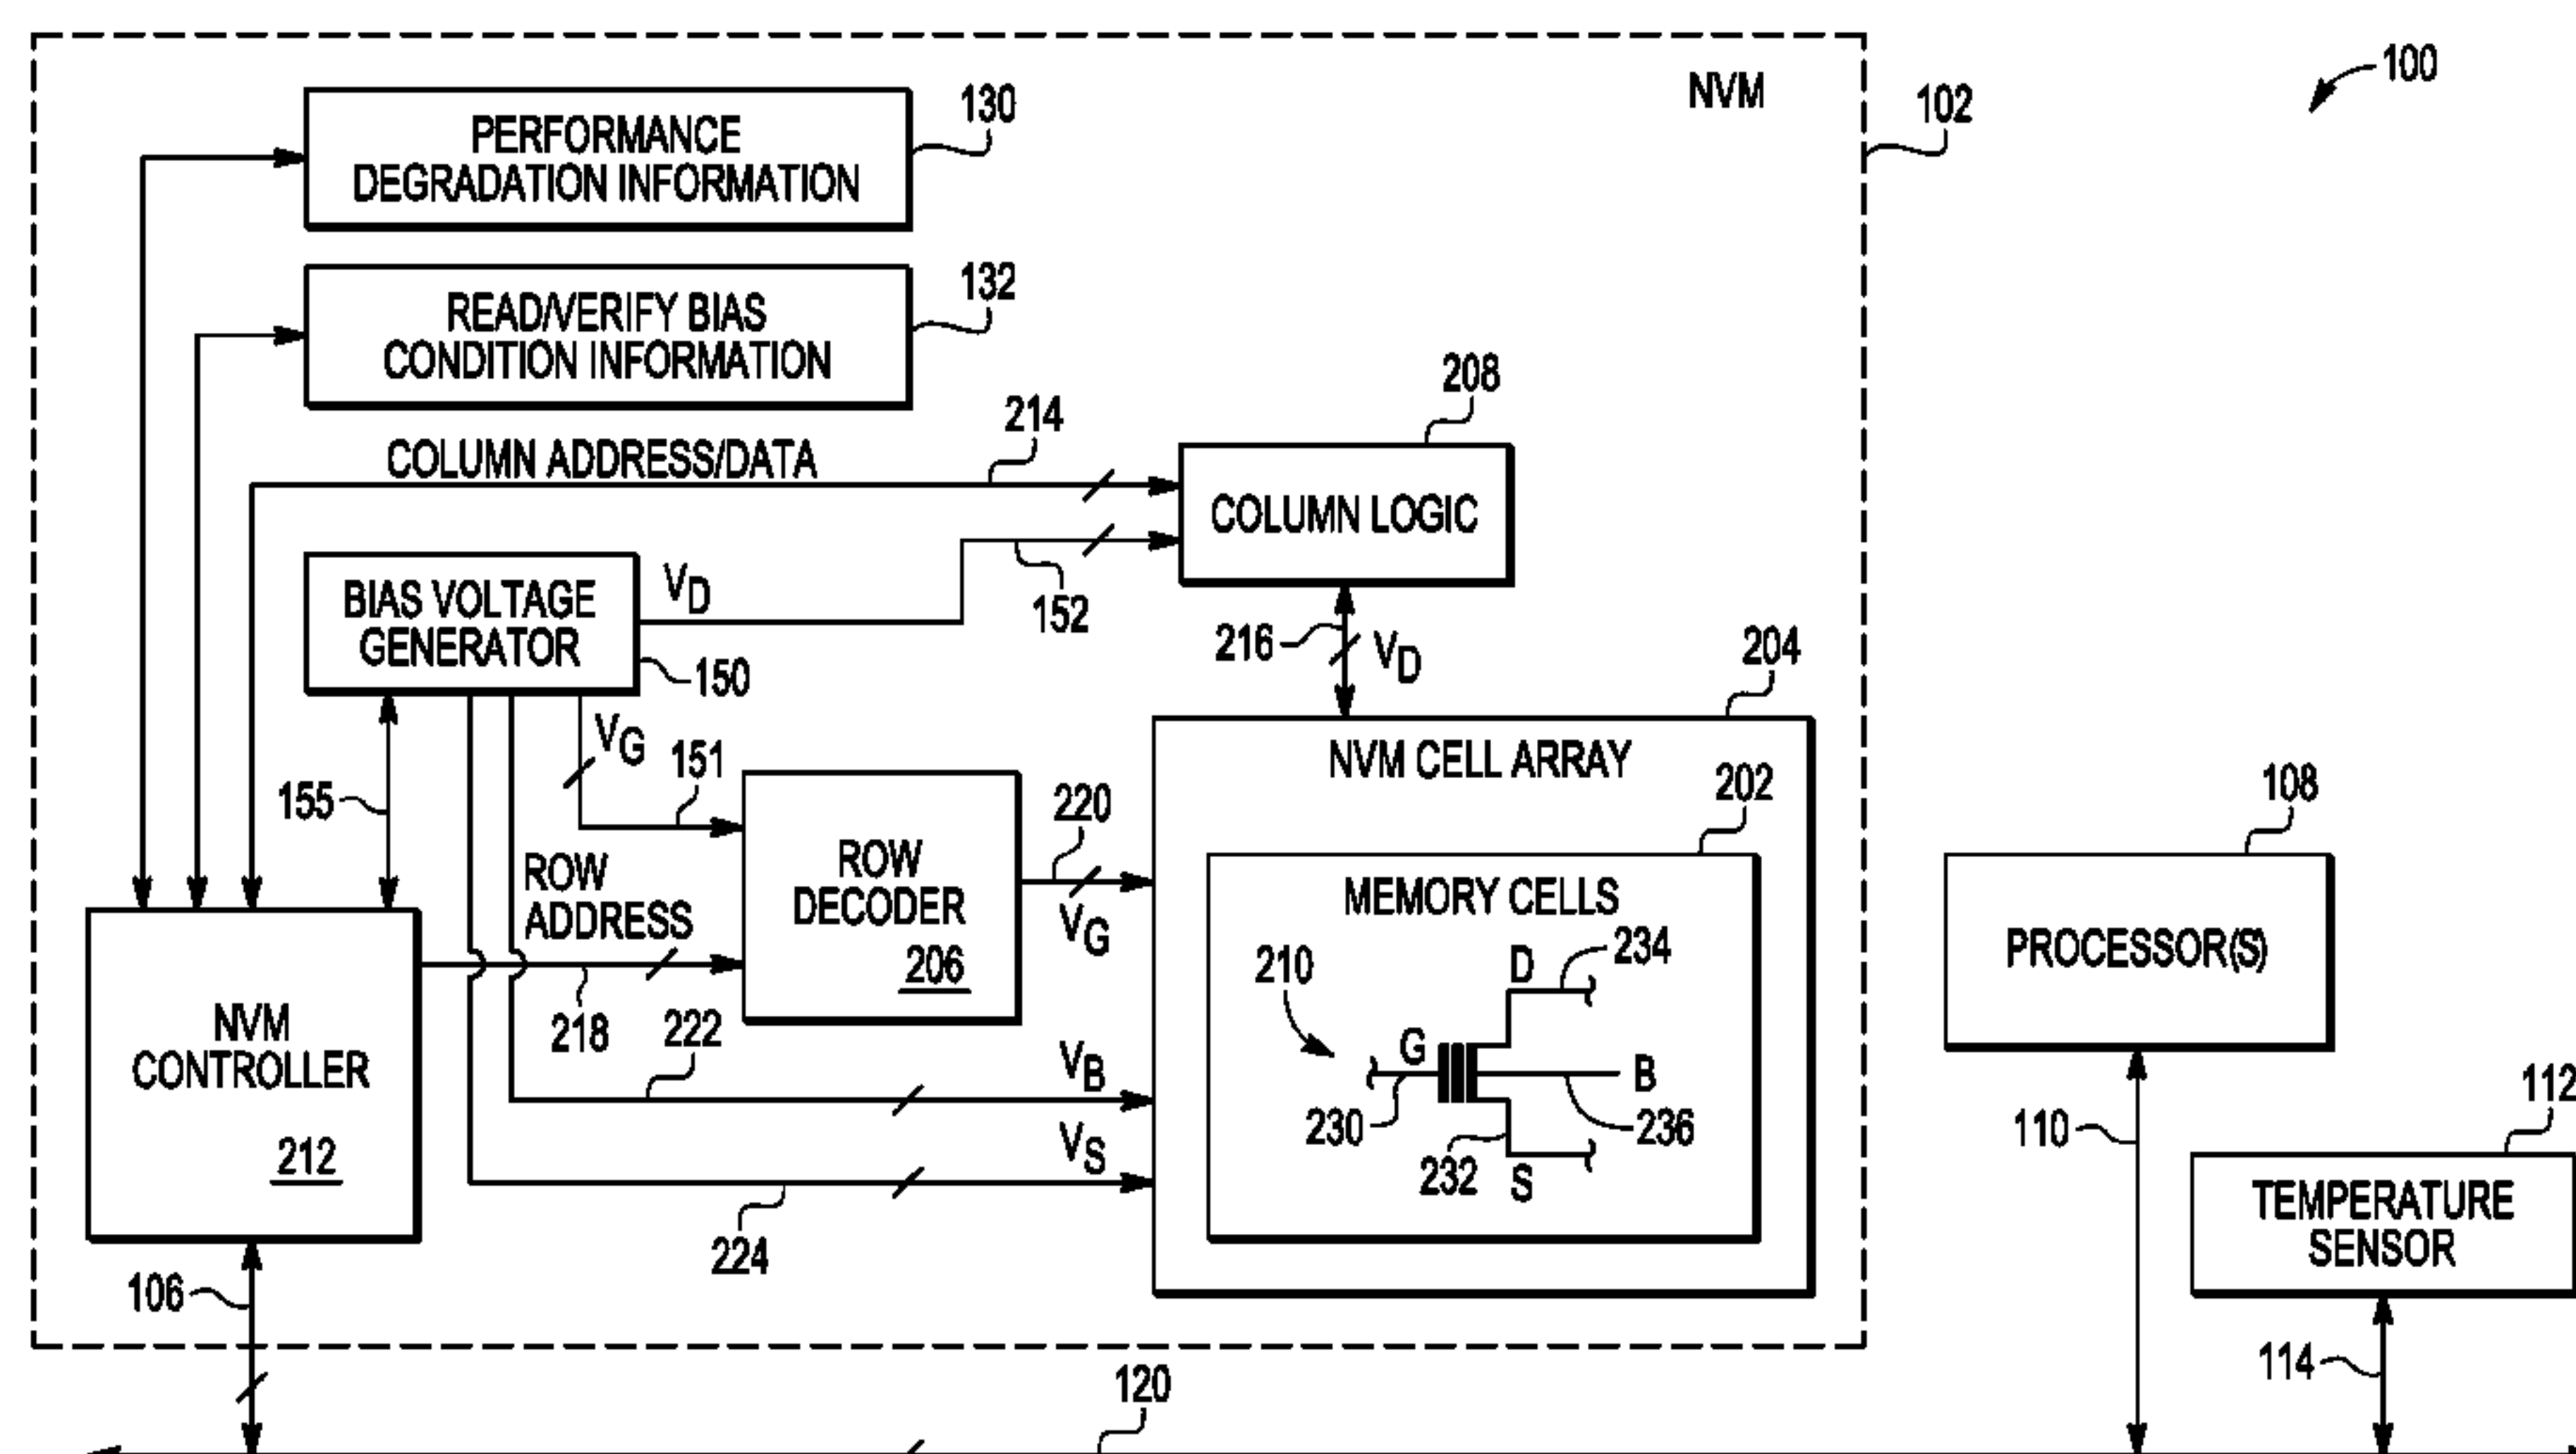 100
NVM
102
PERFORMANCE
DEGRADATION INFORMATION
130
READ/VERIFY BIAS
CONDITION INFORMATION
132
COLUMN ADDRESS/DATA
214
208
COLUMN LOGIC
BIAS VOLTAGE
GENERATOR
150
VD
152
216
VD
204
NVM CELL ARRAY
155
VG
151
ROW
DECODER
206
220
VG
202
MEMORY CELLS
ROW
ADDRESS
218
NVM
CONTROLLER
212
222
VB
VS
224
210
D
234
G
230
B
236
232
S
108
PROCESSOR(S)
110
112
TEMPERATURE
SENSOR
114
106
120